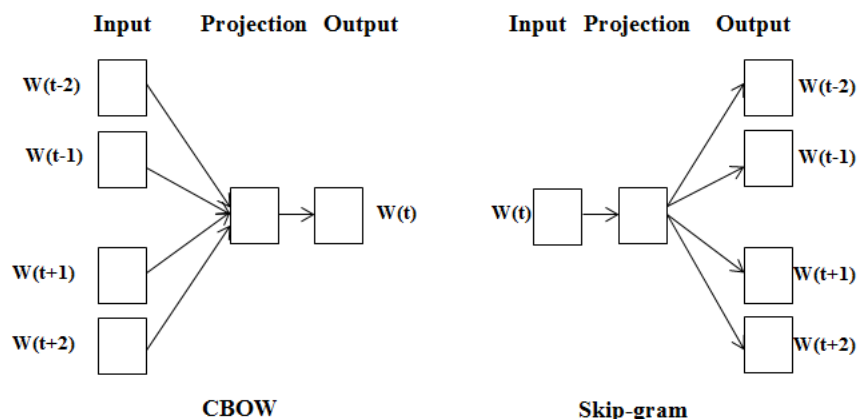 Input Projection Output
W(t-2)
W(t-1)
W(t)
W(t+1)
W(t+2)
CBOW
Input Projection Output
W(t-2)
W(t-1)
W(t)
W(t+1)
W(t+2)
Skip-gram